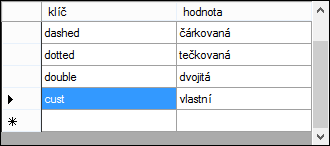 klíč hodnota
dashed čárkovaná
dotted tečkovaná
double dvojitá
cust vlastní